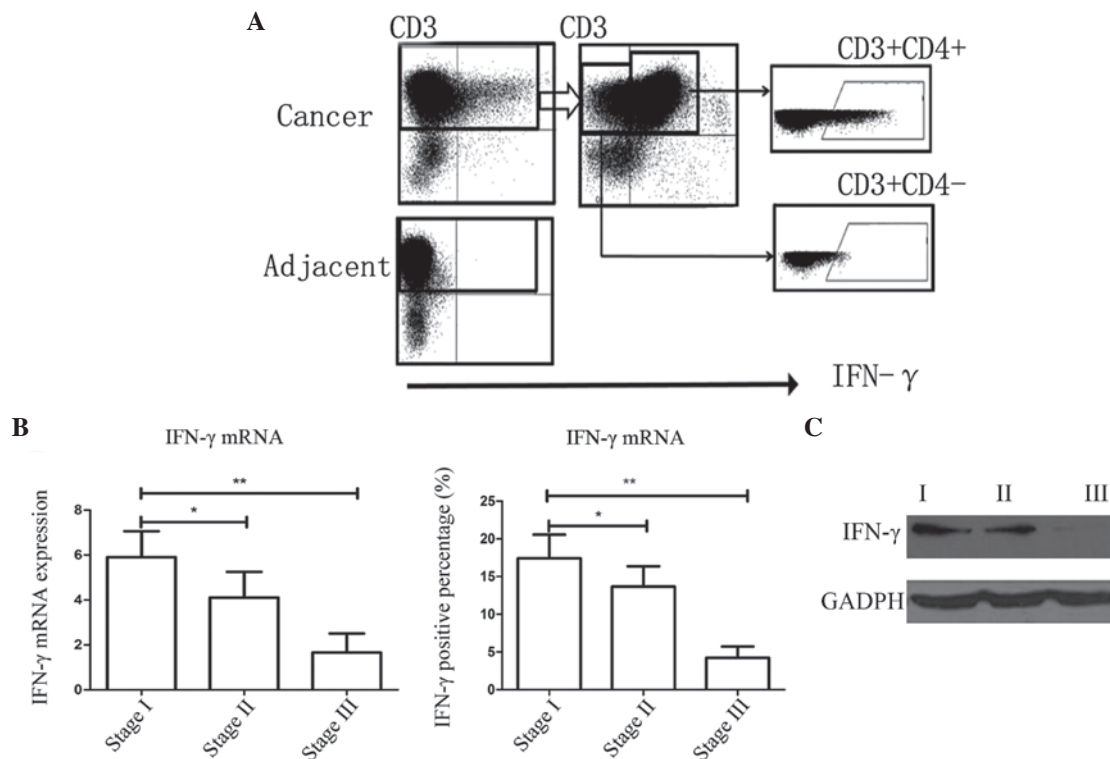 A
CD3
CD3
CD3+CD4+
Cancer
CD3+CD4-
Adjacent
0
IFN-γ
B
IFN-γ mRNA
IFN-γ mRNA expression
8
6
4
2
0
**
*
Stage I
Stage II
Stage III
IFN-γ mRNA
IFN-γ positive percentage (%)
25
20
15
10
5
0
**
*
Stage I
Stage II
Stage III
C
I II III
IFN-γ
GADPH